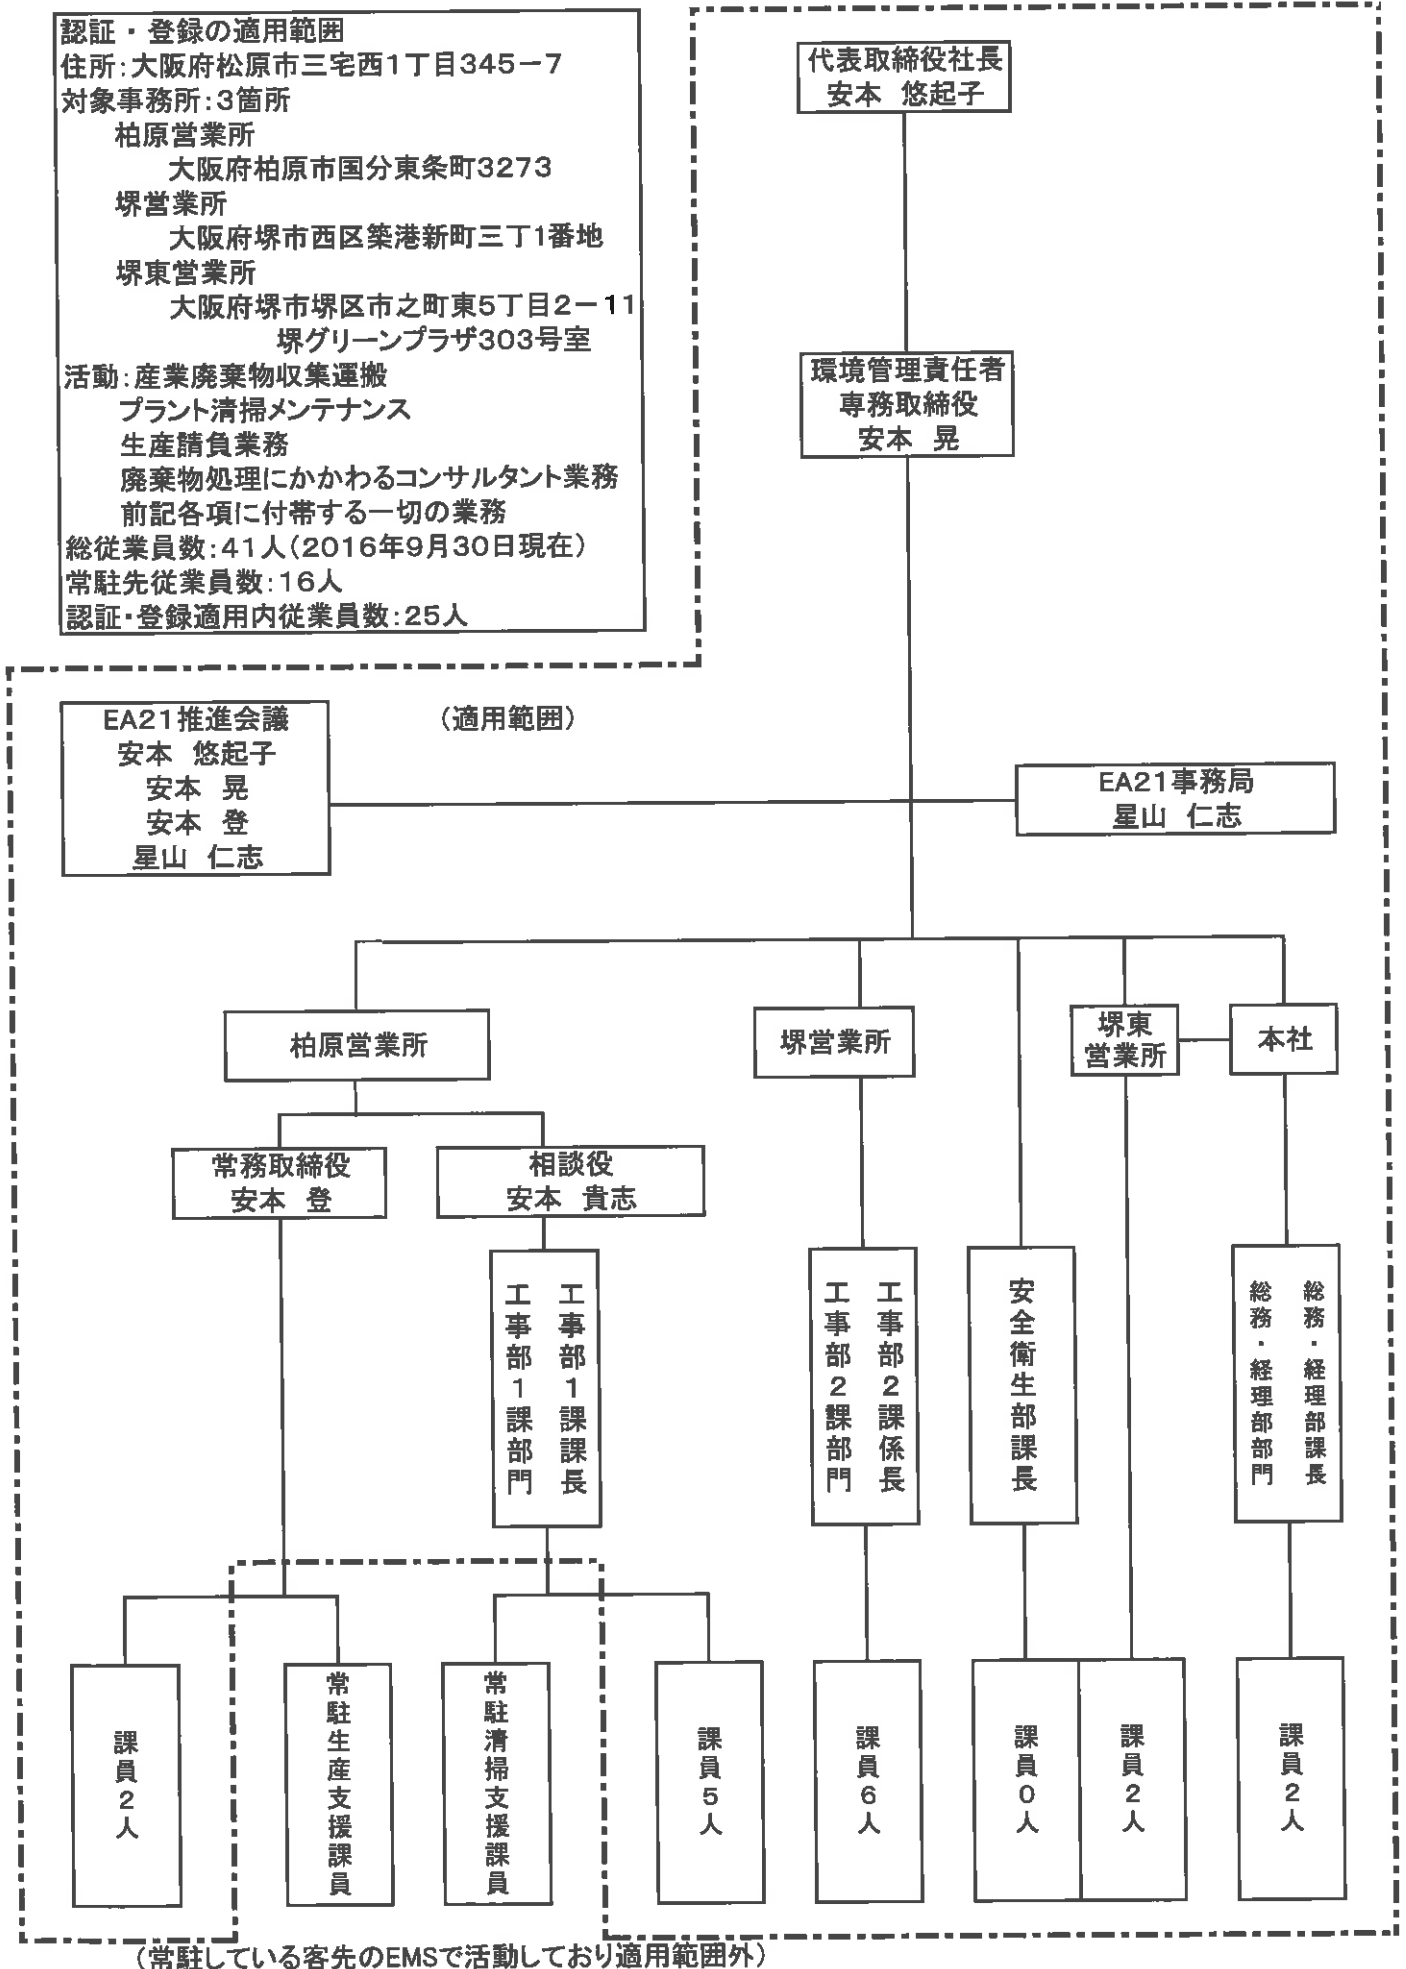 認証・登録の適用範囲
住所:大阪府松原市三宅西1丁目345－7
対象事務所:3箇所
柏原営業所
大阪府柏原市国分東条町3273
堺営業所
大阪府堺市西区築港新町三丁1番地
堺東営業所
大阪府堺市堺区市之町東5丁目2－11
堺グリーンプラザ303号室
活動:産業廃棄物収集運搬
プラント清掃メンテナンス
生産請負業務
廃棄物処理にかかわるコンサルタント業務
前記各項に付帯する一切の業務
総従業員数:41人(2016年9月30日現在)
常駐先従業員数:16人
認証・登録適用内従業員数:25人
代表取締役社長
安本 悠起子
環境管理責任者
専務取締役
安本 晃
EA21推進会議
安本 悠起子
安本 晃
安本 登
星山 仁志
(適用範囲)
EA21事務局
星山 仁志
柏原営業所
堺営業所
堺東
営業所
本社
常務取締役
安本 登
相談役
安本 貴志
工事部1課課長
工事部1課部門
工事部2課係長
工事部2課部門
安全衛生部課長
総務・経理部課長
総務・経理部部門
課員2人
常駐生産支援課員
常駐清掃支援課員
課員5人
課員6人
課員0人
課員2人
課員2人
(常駐している客先のEMSで活動しており適用範囲外)